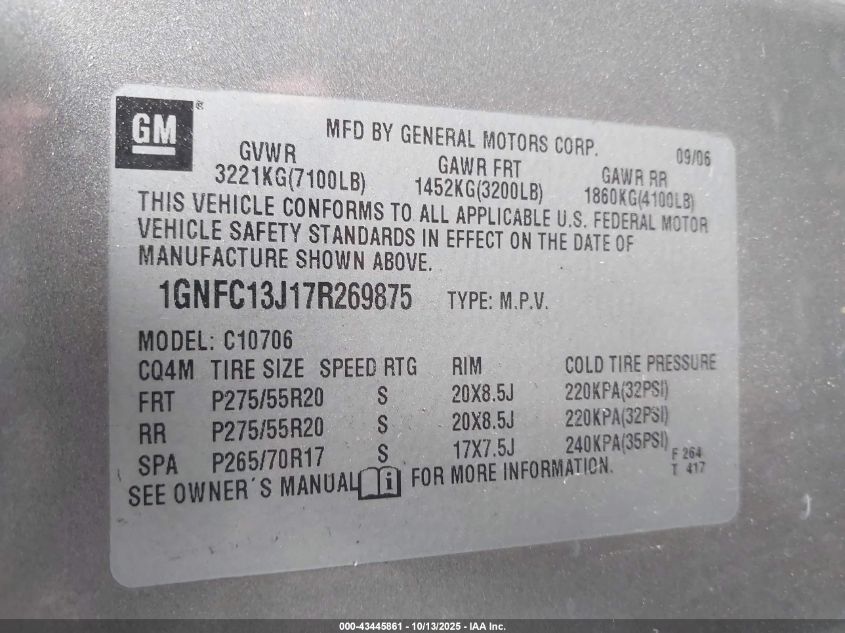 GM ®
MFD BY GENERAL MOTORS CORP. 09/06
GVWR GAWR FRT GAWR RR
3221KG(7100LB) 1452KG(3200LB) 1860KG(4100LB)
THIS VEHICLE CONFORMS TO ALL APPLICABLE U.S. FEDERAL MOTOR
VEHICLE SAFETY STANDARDS IN EFFECT ON THE DATE OF
MANUFACTURE SHOWN ABOVE.
1GNFC13J17R269875 TYPE: M.P.V.
MODEL: C10706
CQ4M TIRE SIZE SPEED RTG RIM COLD TIRE PRESSURE
FRT P275/55R20 S 20X8.5J 220KPA(32PSI)
RR P275/55R20 S 20X8.5J 220KPA(32PSI)
SPA P265/70R17 S 17X7.5J 240KPA(35PSI)
F 264
T 417
SEE OWNER'S MANUAL i FOR MORE INFORMATION.
000-43445861 - 10/13/2025 - IAA Inc.